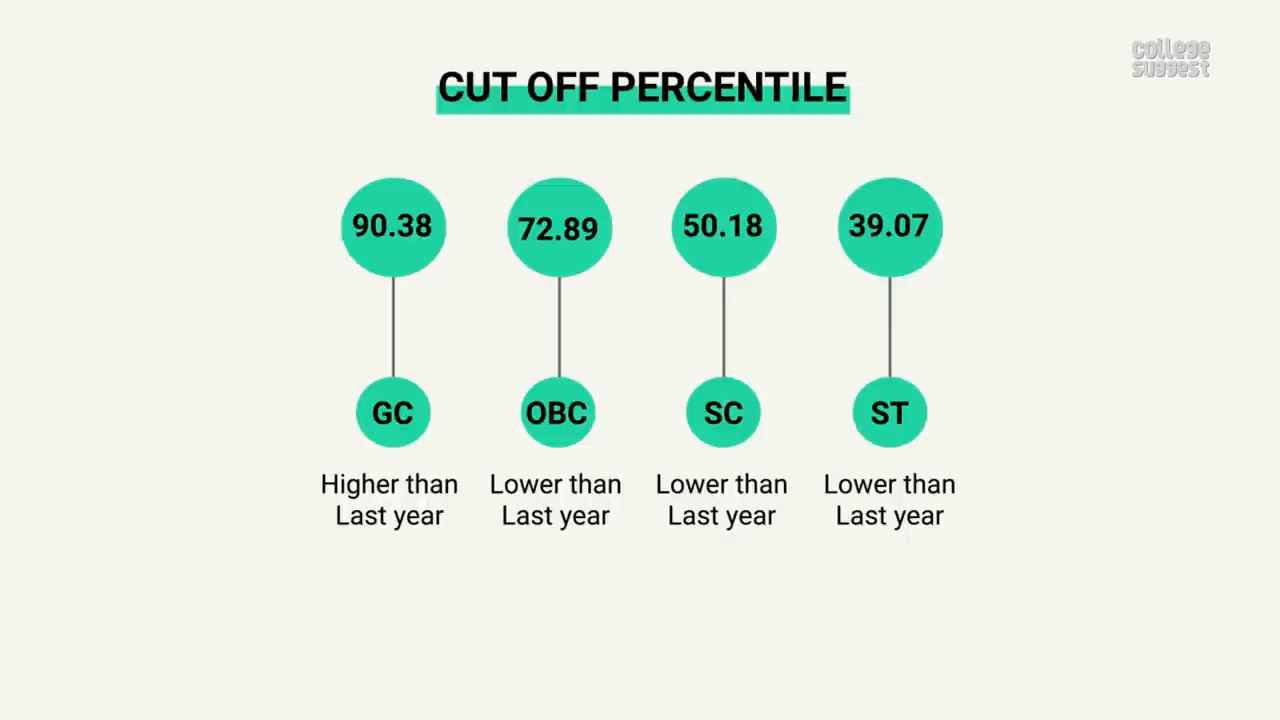 college
suggest
CUT OFF PERCENTILE
90.38
72.89
50.18
39.07
GC
OBC
SC
ST
Higher than
Last year
Lower than
Last year
Lower than
Last year
Lower than
Last year